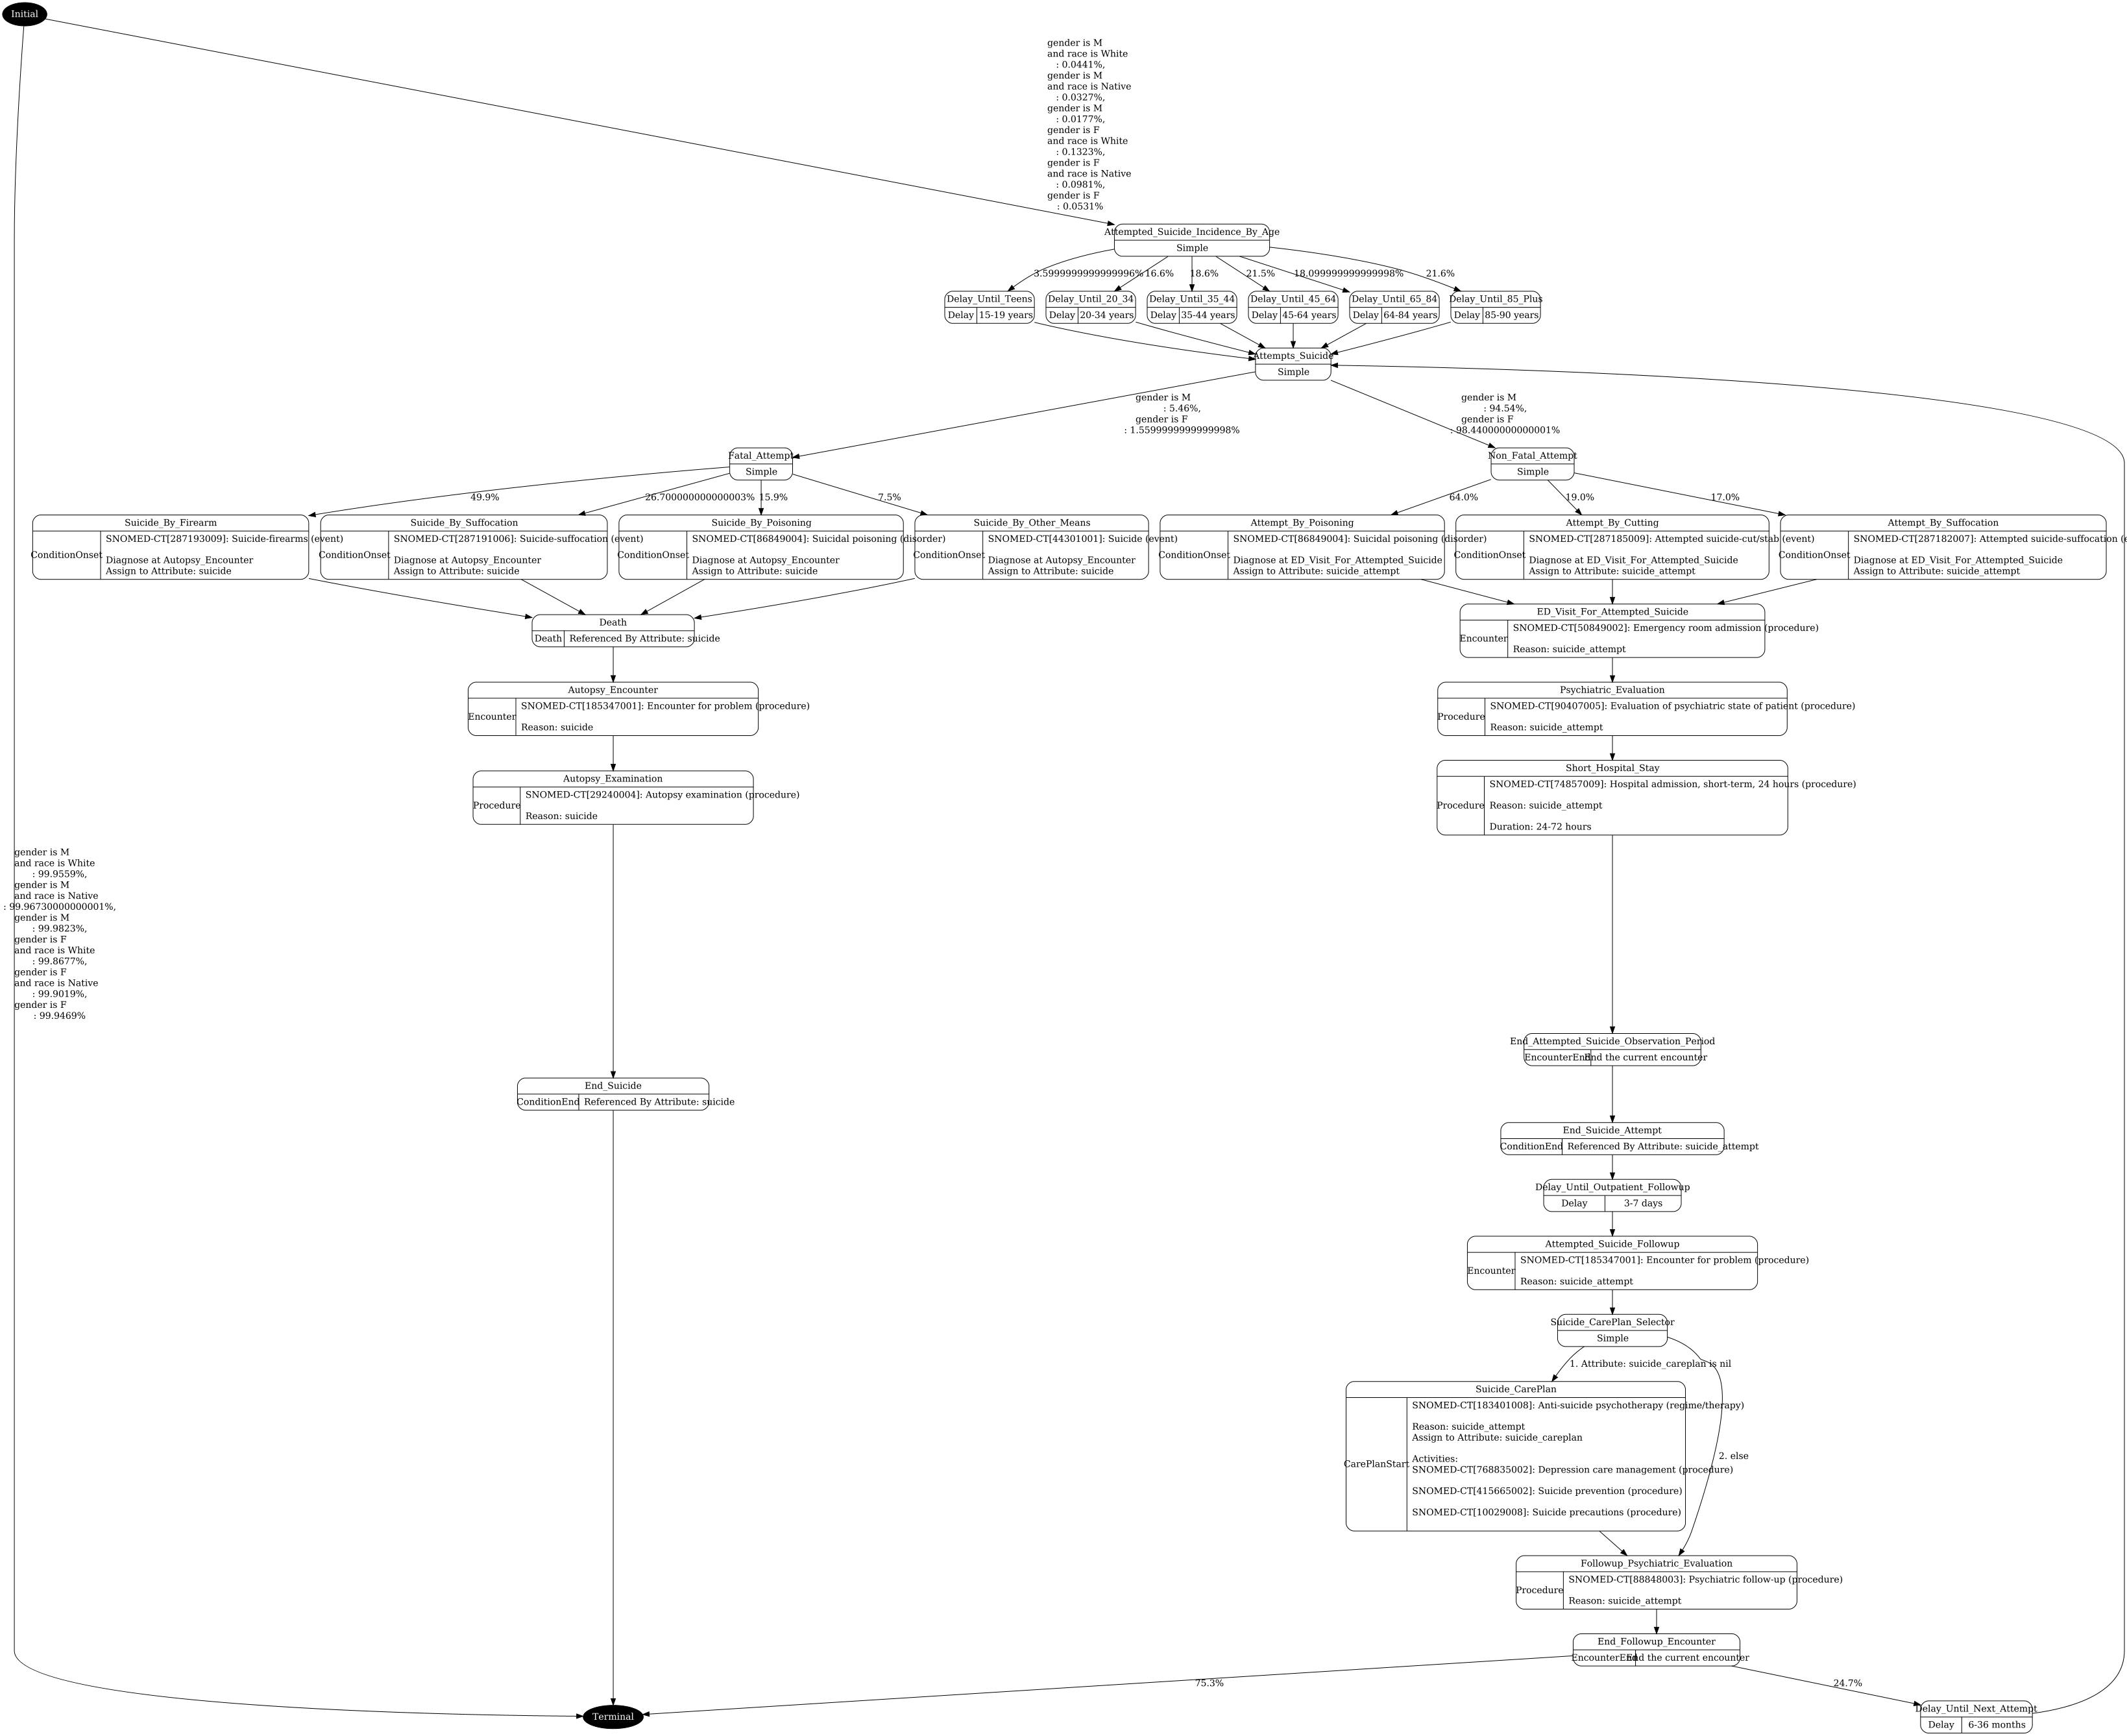 Initial
gender is M
and race is White
: 0.0441%,
gender is M
and race is Native
: 0.0327%,
gender is M
: 0.0177%,
gender is F
and race is White
: 0.1323%,
gender is F
and race is Native
: 0.0981%,
gender is F
: 0.0531%
Attempted_Suicide_Incidence_By_Age
Simple
3.5999999999999996%
16.6%
18.6%
21.5%
18.099999999999998%
21.6%
Delay_Until_Teens
Delay
15-19 years
Delay_Until_20_34
Delay
20-34 years
Delay_Until_35_44
Delay
35-44 years
Delay_Until_45_64
Delay
45-64 years
Delay_Until_65_84
Delay
64-84 years
Delay_Until_85_Plus
Delay
85-90 years
Attempts_Suicide
Simple
gender is M
: 5.46%,
gender is F
: 1.5599999999999998%
gender is M
: 94.54%,
gender is F
: 98.44000000000001%
Fatal_Attempt
Simple
Non_Fatal_Attempt
Simple
49.9%
26.700000000000003%
15.9%
7.5%
64.0%
19.0%
17.0%
Suicide_By_Firearm
ConditionOnset
SNOMED-CT[287193009]: Suicide-firearms (event)
Diagnose at Autopsy_Encounter
Assign to Attribute: suicide
Suicide_By_Suffocation
ConditionOnset
SNOMED-CT[287191006]: Suicide-suffocation (event)
Diagnose at Autopsy_Encounter
Assign to Attribute: suicide
Suicide_By_Poisoning
ConditionOnset
SNOMED-CT[86849004]: Suicidal poisoning (disorder)
Diagnose at Autopsy_Encounter
Assign to Attribute: suicide
Suicide_By_Other_Means
ConditionOnset
SNOMED-CT[44301001]: Suicide (event)
Diagnose at Autopsy_Encounter
Assign to Attribute: suicide
Attempt_By_Poisoning
ConditionOnset
SNOMED-CT[86849004]: Suicidal poisoning (disorder)
Diagnose at ED_Visit_For_Attempted_Suicide
Assign to Attribute: suicide_attempt
Attempt_By_Cutting
ConditionOnset
SNOMED-CT[287185009]: Attempted suicide-cut/stab (event)
Diagnose at ED_Visit_For_Attempted_Suicide
Assign to Attribute: suicide_attempt
Attempt_By_Suffocation
ConditionOnset
SNOMED-CT[287182007]: Attempted suicide-suffocation (e
Diagnose at ED_Visit_For_Attempted_Suicide
Assign to Attribute: suicide_attempt
Death
Death
Referenced By Attribute: suicide
ED_Visit_For_Attempted_Suicide
Encounter
SNOMED-CT[50849002]: Emergency room admission (procedure)
Reason: suicide_attempt
Autopsy_Encounter
Encounter
SNOMED-CT[185347001]: Encounter for problem (procedure)
Reason: suicide
Psychiatric_Evaluation
Procedure
SNOMED-CT[90407005]: Evaluation of psychiatric state of patient (procedure)
Reason: suicide_attempt
Autopsy_Examination
Procedure
SNOMED-CT[29240004]: Autopsy examination (procedure)
Reason: suicide
Short_Hospital_Stay
Procedure
SNOMED-CT[74857009]: Hospital admission, short-term, 24 hours (procedure)
Reason: suicide_attempt
Duration: 24-72 hours
gender is M
and race is White
: 99.9559%,
gender is M
and race is Native
: 99.96730000000001%,
gender is M
: 99.9823%,
gender is F
and race is White
: 99.8677%,
gender is F
and race is Native
: 99.9019%,
gender is F
: 99.9469%
End_Attempted_Suicide_Observation_Period
EncounterEnd
End the current encounter
End_Suicide
ConditionEnd
Referenced By Attribute: suicide
End_Suicide_Attempt
ConditionEnd
Referenced By Attribute: suicide_attempt
Delay_Until_Outpatient_Followup
Delay
3-7 days
Attempted_Suicide_Followup
Encounter
SNOMED-CT[185347001]: Encounter for problem (procedure)
Reason: suicide_attempt
Suicide_CarePlan_Selector
Simple
1. Attribute: suicide_careplan is nil
2. else
Suicide_CarePlan
CarePlanStart
SNOMED-CT[183401008]: Anti-suicide psychotherapy (regime/therapy)
Reason: suicide_attempt
Assign to Attribute: suicide_careplan
Activities:
SNOMED-CT[768835002]: Depression care management (procedure)
SNOMED-CT[415665002]: Suicide prevention (procedure)
SNOMED-CT[10029008]: Suicide precautions (procedure)
Followup_Psychiatric_Evaluation
Procedure
SNOMED-CT[88848003]: Psychiatric follow-up (procedure)
Reason: suicide_attempt
End_Followup_Encounter
EncounterEnd
End the current encounter
75.3%
24.7%
Terminal
Delay_Until_Next_Attempt
Delay
6-36 months